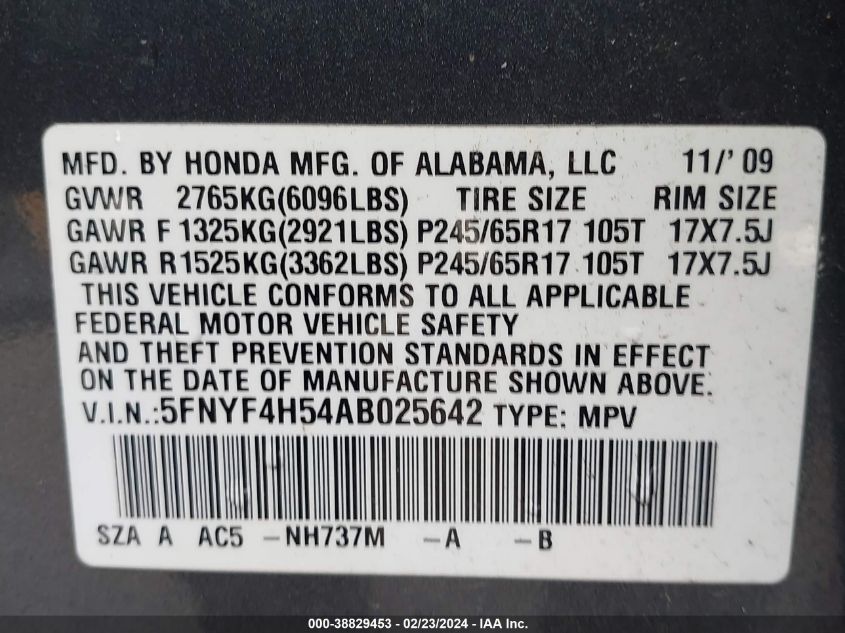 MFD. BY HONDA MFG. OF ALABAMA, LLC 11/' 09
GVWR 2765KG(6096LBS) TIRE SIZE RIM SIZE
GAWR F 1325KG(2921LBS) P245/65R17 105T 17X7.5J
GAWR R1525KG(3362LBS) P245/65R17 105T 17X7.5J
THIS VEHICLE CONFORMS TO ALL APPLICABLE
FEDERAL MOTOR VEHICLE SAFETY
AND THEFT PREVENTION STANDARDS IN EFFECT
ON THE DATE OF MANUFACTURE SHOWN ABOVE.
V.I.N.:5FNYF4H54AB025642 TYPE: MPV
SZA A AC5 -NH737M -A -B
000-38829453 - 02/23/2024 - IAA Inc.